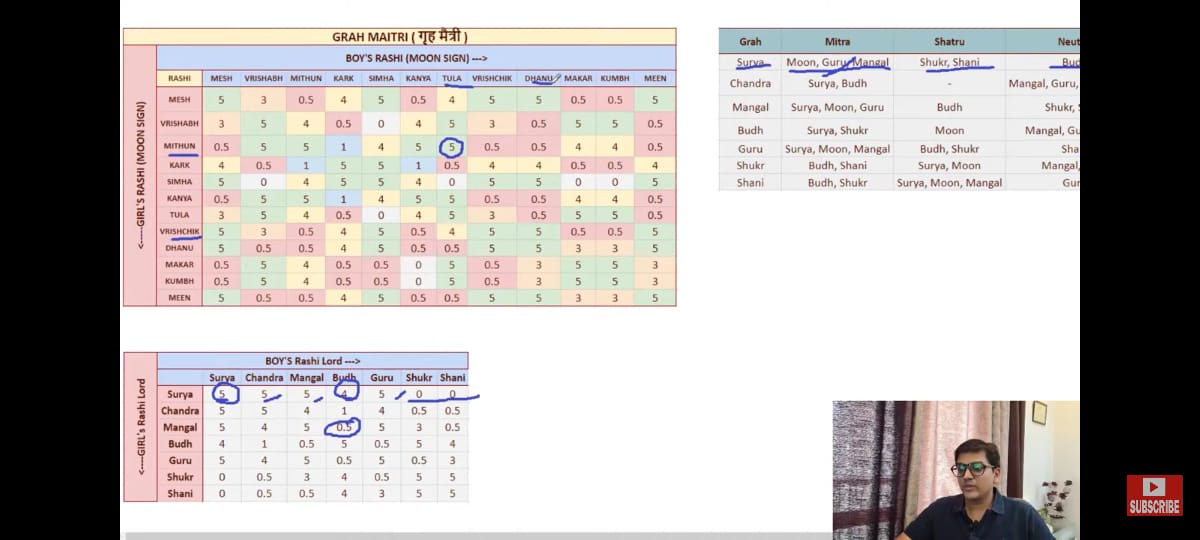 GRAH MAITRI ( गृह मैत्री )
BOY'S RASHI (MOON SIGN) --->
<-----GIRL'S RASHI (MOON SIGN)
RASHI MESH VRISHABH MITHUN KARK SIMHA KANYA TULA VRISHCHIK DHANU MAKAR KUMBH MEEN
MESH 5 3 0.5 4 5 0.5 4 5 5 0.5 0.5 5
VRISHABH 3 5 4 0.5 0 4 5 3 0.5 5 5 0.5
MITHUN 0.5 5 5 1 4 5 5 0.5 0.5 4 4 0.5
KARK 4 0.5 1 5 5 1 0.5 4 4 0.5 0.5 4
SIMHA 5 0 4 5 5 4 0 5 5 0 0 5
KANYA 0.5 5 5 1 4 5 5 0.5 0.5 4 4 0.5
TULA 3 5 4 0.5 0 4 5 3 0.5 5 5 0.5
VRISHCHIK 5 3 0.5 4 5 0.5 4 5 5 0.5 0.5 5
DHANU 5 0.5 0.5 4 5 0.5 0.5 5 5 3 3 5
MAKAR 0.5 5 4 0.5 0.5 0 5 0.5 3 5 5 3
KUMBH 0.5 5 4 0.5 0.5 0 5 0.5 3 5 5 3
MEEN 5 0.5 0.5 4 5 0.5 0.5 5 5 3 3 5
Grah Mitra Shatru Neut
Surya Moon, Guru, Mangal Shukr, Shani Bud
Chandra Surya, Budh - Mangal, Guru,
Mangal Surya, Moon, Guru Budh Shukr,
Budh Surya, Shukr Moon Mangal, Gu
Guru Surya, Moon, Mangal Budh, Shukr Sha
Shukr Budh, Shani Surya, Moon Mangal,
Shani Budh, Shukr Surya, Moon, Mangal Gur
BOY'S Rashi Lord --->
<----GIRL's Rashi Lord
Surya Chandra Mangal Budh Guru Shukr Shani
Surya 5 5 5 4 5 0 0
Chandra 5 5 4 1 4 0.5 0.5
Mangal 5 4 5 0.5 5 3 0.5
Budh 4 1 0.5 5 0.5 5 4
Guru 5 4 5 0.5 5 0.5 3
Shukr 0 0.5 3 4 0.5 5 5
Shani 0 0.5 0.5 4 3 5 5
SUBSCRIBE